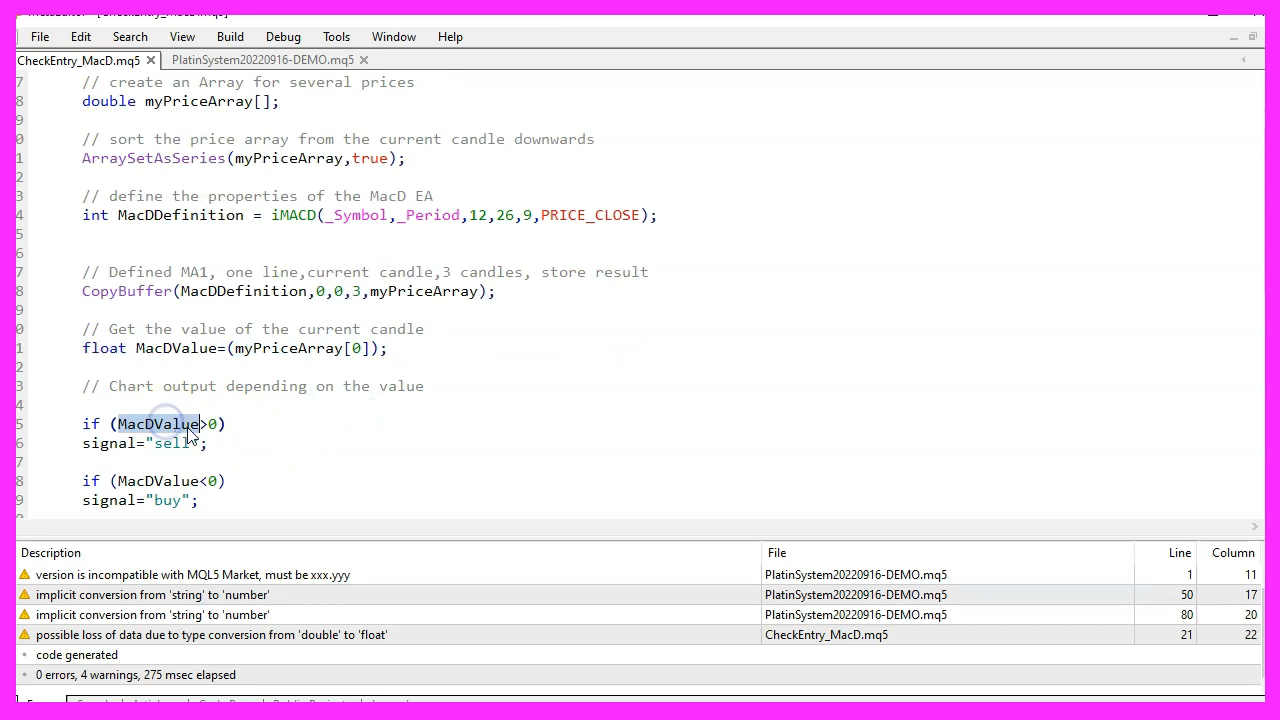 File Edit Search View Build Debug Tools Window Help
CheckEntry_MacD.mq5 PlatinSystem20220916-DEMO.mq5
7 // create an Array for several prices
8 double myPriceArray[];
9
0 // sort the price array from the current candle downwards
1 ArraySetAsSeries(myPriceArray,true);
2
3 // define the properties of the MacD EA
4 int MacDDefinition = iMACD(_Symbol,_Period,12,26,9,PRICE_CLOSE);
5
6
7 // Defined MA1, one line,current candle,3 candles, store result
8 CopyBuffer(MacDDefinition,0,0,3,myPriceArray);
9
0 // Get the value of the current candle
1 float MacDValue=(myPriceArray[0]);
2
3 // Chart output depending on the value
4
5 if (MacDValue>0)
6 signal="sell";
7
8 if (MacDValue<0)
9 signal="buy";
Description File Line Column
version is incompatible with MQL5 Market, must be xxx.yyy PlatinSystem20220916-DEMO.mq5 1 11
implicit conversion from 'string' to 'number' PlatinSystem20220916-DEMO.mq5 50 17
implicit conversion from 'string' to 'number' PlatinSystem20220916-DEMO.mq5 80 20
possible loss of data due to type conversion from 'double' to 'float' CheckEntry_MacD.mq5 21 22
code generated
0 errors, 4 warnings, 275 msec elapsed